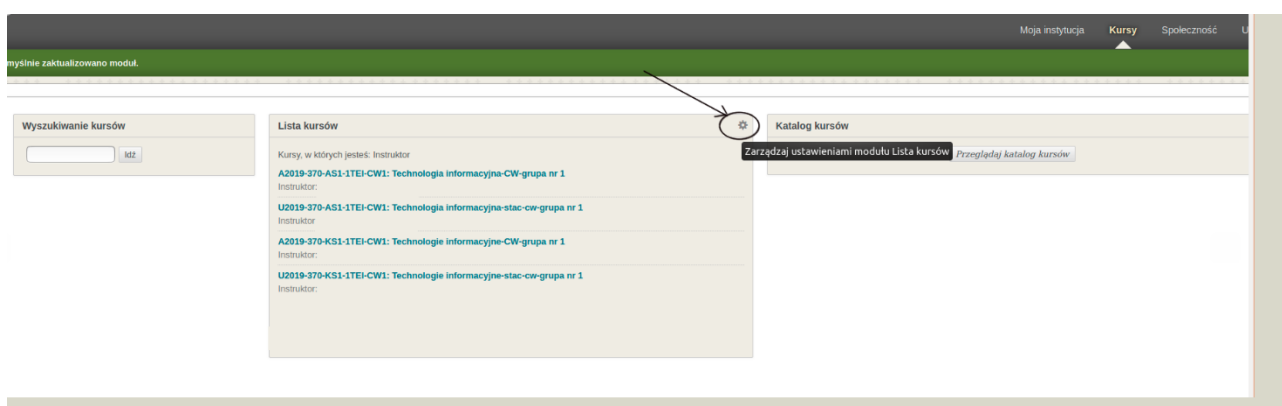 Moja instytucja Kursy Społeczność U
myślnie zaktualizowano moduł.
Wyszukiwanie kursów
Idź
Lista kursów
Kursy, w których jesteś: Instruktor
A2019-370-AS1-1TEI-CW1: Technologia informacyjna-CW-grupa nr 1
Instruktor:
U2019-370-AS1-1TEI-CW1: Technologia informacyjna-stac-cw-grupa nr 1
Instruktor
A2019-370-KS1-1TEI-CW1: Technologie informacyjne-CW-grupa nr 1
Instruktor:
U2019-370-KS1-1TEI-CW1: Technologie informacyjne-stac-cw-grupa nr 1
Instruktor:
Katalog kursów
Zarządzaj ustawieniami modułu Lista kursów
Przeglądaj katalog kursów